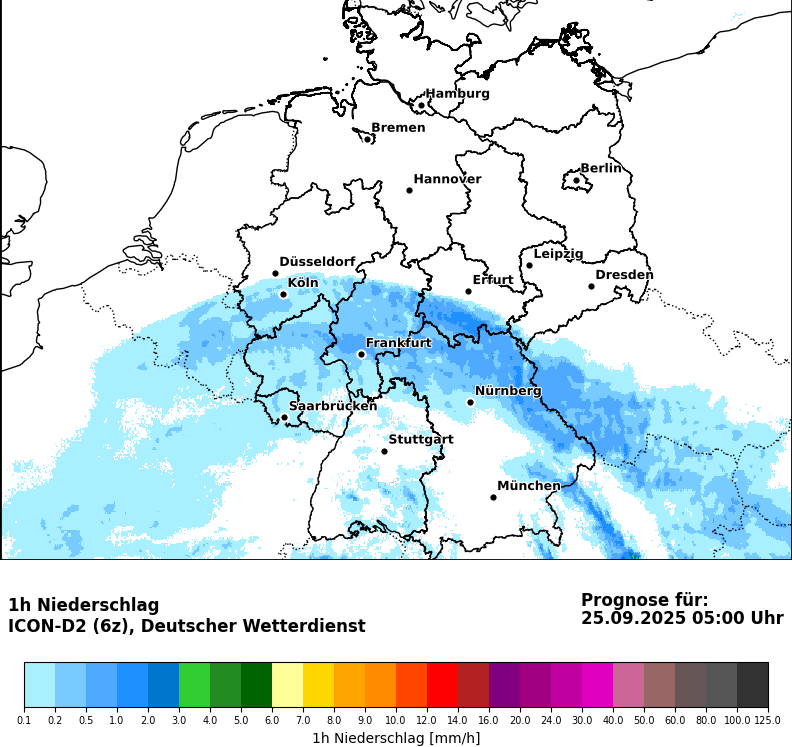 Hamburg
Bremen
Berlin
Hannover
Leipzig
Düsseldorf
Dresden
Köln
Erfurt
Frankfurt
Nürnberg
Saarbrücken
Stuttgart
München
1h Niederschlag
ICON-D2 (6z), Deutscher Wetterdienst
Prognose für:
25.09.2025 05:00 Uhr
0.1 0.2 0.5 1.0 2.0 3.0 4.0 5.0 6.0 7.0 8.0 9.0 10.0 12.0 14.0 16.0 20.0 24.0 30.0 40.0 50.0 60.0 80.0 100.0 125.0
1h Niederschlag [mm/h]